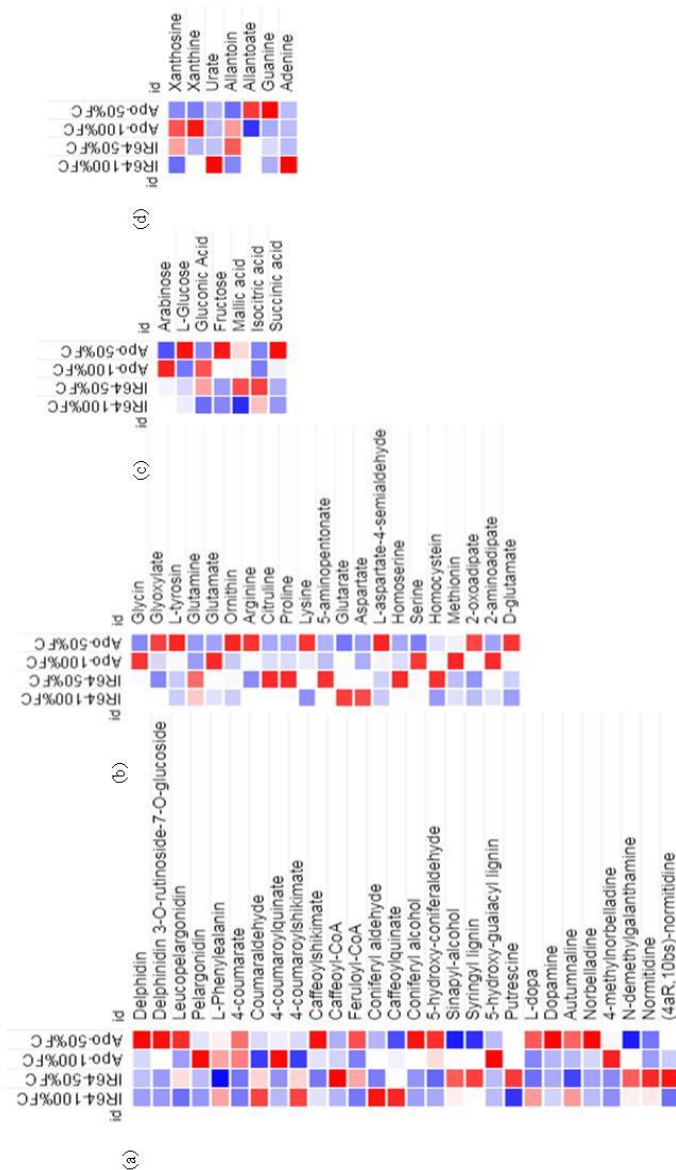 (a)
id
IR64-100%FC
IR64-50%FC
Apo-100%FC
Apo-50%FC
id
Delphidin
Delphinidin 3-O-rutinoside-7-O-glucoside
Leucopelargonidin
Pelargonidin
L-Phenylealanin
4-coumarate
Coumaraldehyde
4-coumaroylquinate
4-coumaroylshikimate
Caffeoylshikimate
Caffeoyl-CoA
Feruloyl-CoA
Coniferyl aldehyde
Caffeoylquinate
Coniferyl alcohol
5-hydroxy-coniferaldehyde
Sinapyl-alcohol
Syringyl lignin
5-hydroxy-guaiacyl lignin
Putrescine
L-dopa
Dopamine
Autumnaline
Norbelladine
4-methylnorbelladine
N-demethylgalanthamine
Normitidine
(4aR,10bs)-normitidine
(b)
id
IR64-100%FC
IR64-50%FC
Apo-100%FC
Apo-50%FC
id
Glycin
Glyoxylate
L-tyrosin
Glutamine
Glutamate
Ornithin
Arginine
Citruline
Proline
Lysine
5-aminopentonate
Glutarate
Aspartate
L-aspartate-4-semialdehyde
Homoserine
Serine
Homocystein
Methionin
2-oxoadipate
2-aminoadipate
D-glutamate
(c)
id
IR64-100%FC
IR64-50%FC
Apo-100%FC
Apo-50%FC
id
Arabinose
L-Glucose
Gluconic Acid
Fructose
Mallic acid
Isocitric acid
Succinic acid
(d)
id
IR64-100%FC
IR64-50%FC
Apo-100%FC
Apo-50%FC
id
Xanthosine
Xanthine
Urate
Allantoin
Allantoate
Guanine
Adenine